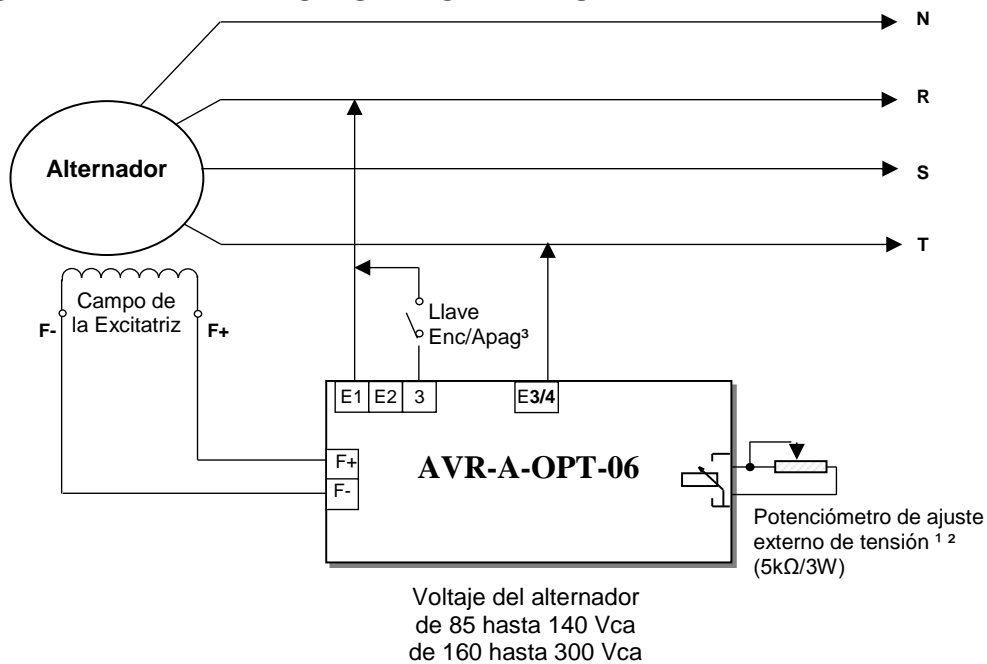 N
R
Alternador
S
T
Campo de
la Excitatriz
F-
F+
Llave
Enc/Apag³
E1 E2 3 E3/4
F+
AVR-A-OPT-06
F-
Potenciómetro de ajuste
externo de tensión ¹ ²
(5kΩ/3W)
Voltaje del alternador
de 85 hasta 140 Vca
de 160 hasta 300 Vca